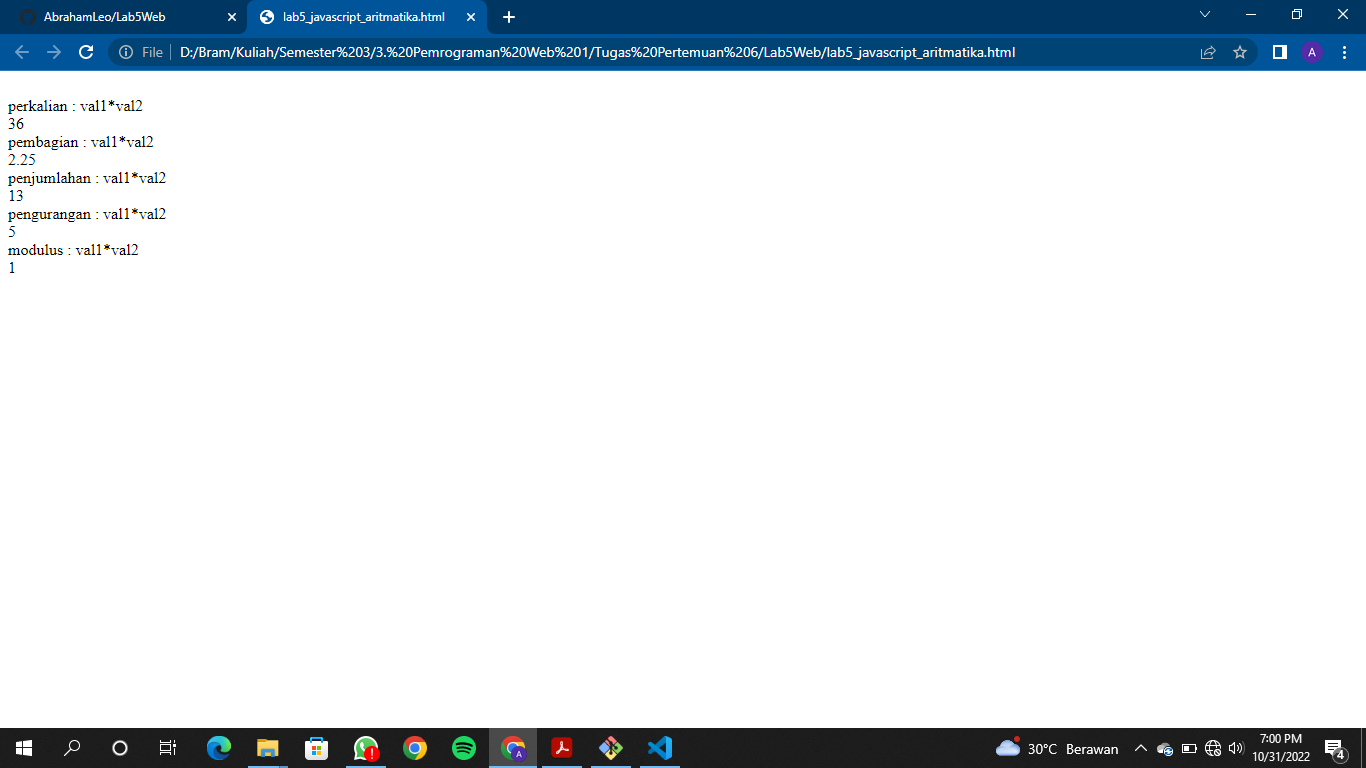 AbrahamLeo/Lab5Web
lab5_javascript_aritmatika.html
File
D:/Bram/Kuliah/Semester%203/3.%20Pemrograman%20Web%201/Tugas%20Pertemuan%206/Lab5Web/lab5_javascript_aritmatika.html
A
perkalian : val1*val2
36
pembagian : val1*val2
2.25
penjumlahan : val1*val2
13
pengurangan : val1*val2
5
modulus : val1*val2
1
A
30°C Berawan
7:00 PM
10/31/2022
4